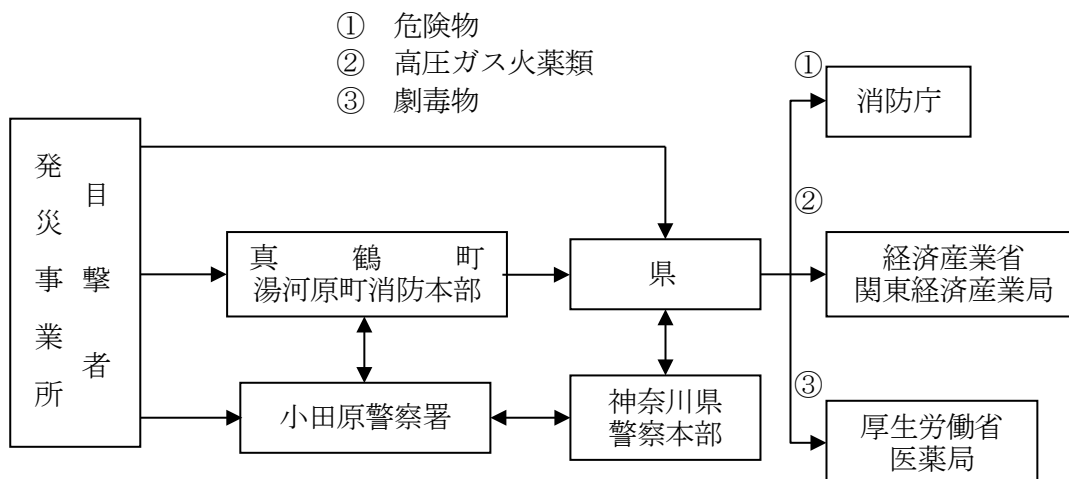 ① 危険物
② 高圧ガス火薬類
③ 劇毒物
発災事業所
目撃者
真鶴町
湯河原町消防本部
小田原警察署
県
神奈川県
警察本部
①
消防庁
②
経済産業省
関東経済産業局
③
厚生労働省
医薬局